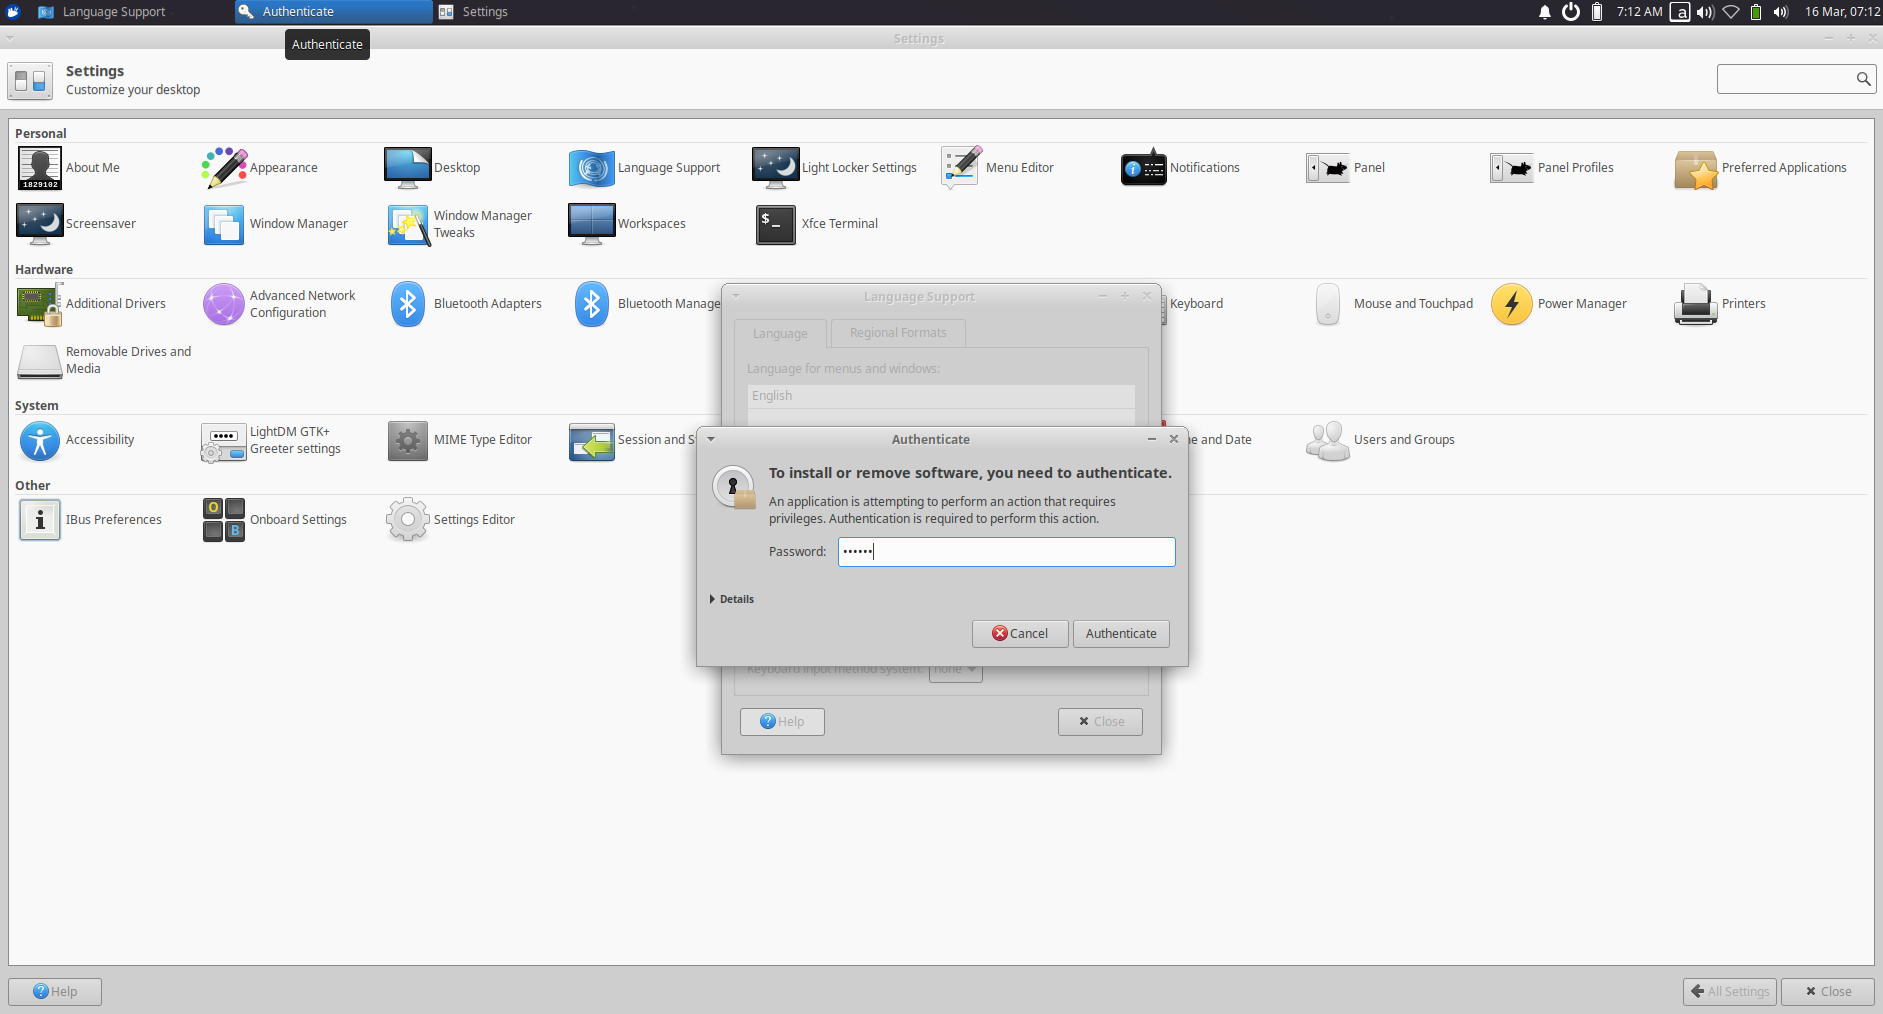 Language Support
Authenticate
Settings
7:12 AM
a
16 Mar, 07:12
Authenticate
Settings
Settings
Customize your desktop
Personal
About Me
1829102
Appearance
Desktop
Language Support
Light Locker Settings
Menu Editor
Notifications
Panel
Panel Profiles
Preferred Applications
Screensaver
Window Manager
Window Manager
Tweaks
Workspaces
$_
Xfce Terminal
Hardware
Additional Drivers
Advanced Network
Configuration
Bluetooth Adapters
Bluetooth Manage
Keyboard
Mouse and Touchpad
Power Manager
Printers
Removable Drives and
Media
System
Accessibility
LightDM GTK+
Greeter settings
MIME Type Editor
Session and S
e and Date
Users and Groups
Other
IBus Preferences
O
B
Onboard Settings
Settings Editor
Language Support
Language
Regional Formats
Language for menus and windows:
English
Authenticate
To install or remove software, you need to authenticate.
An application is attempting to perform an action that requires
privileges. Authentication is required to perform this action.
Password: ••••••
Details
Cancel
Authenticate
Keyboard input method system:
none
Help
Close
Help
All Settings
Close